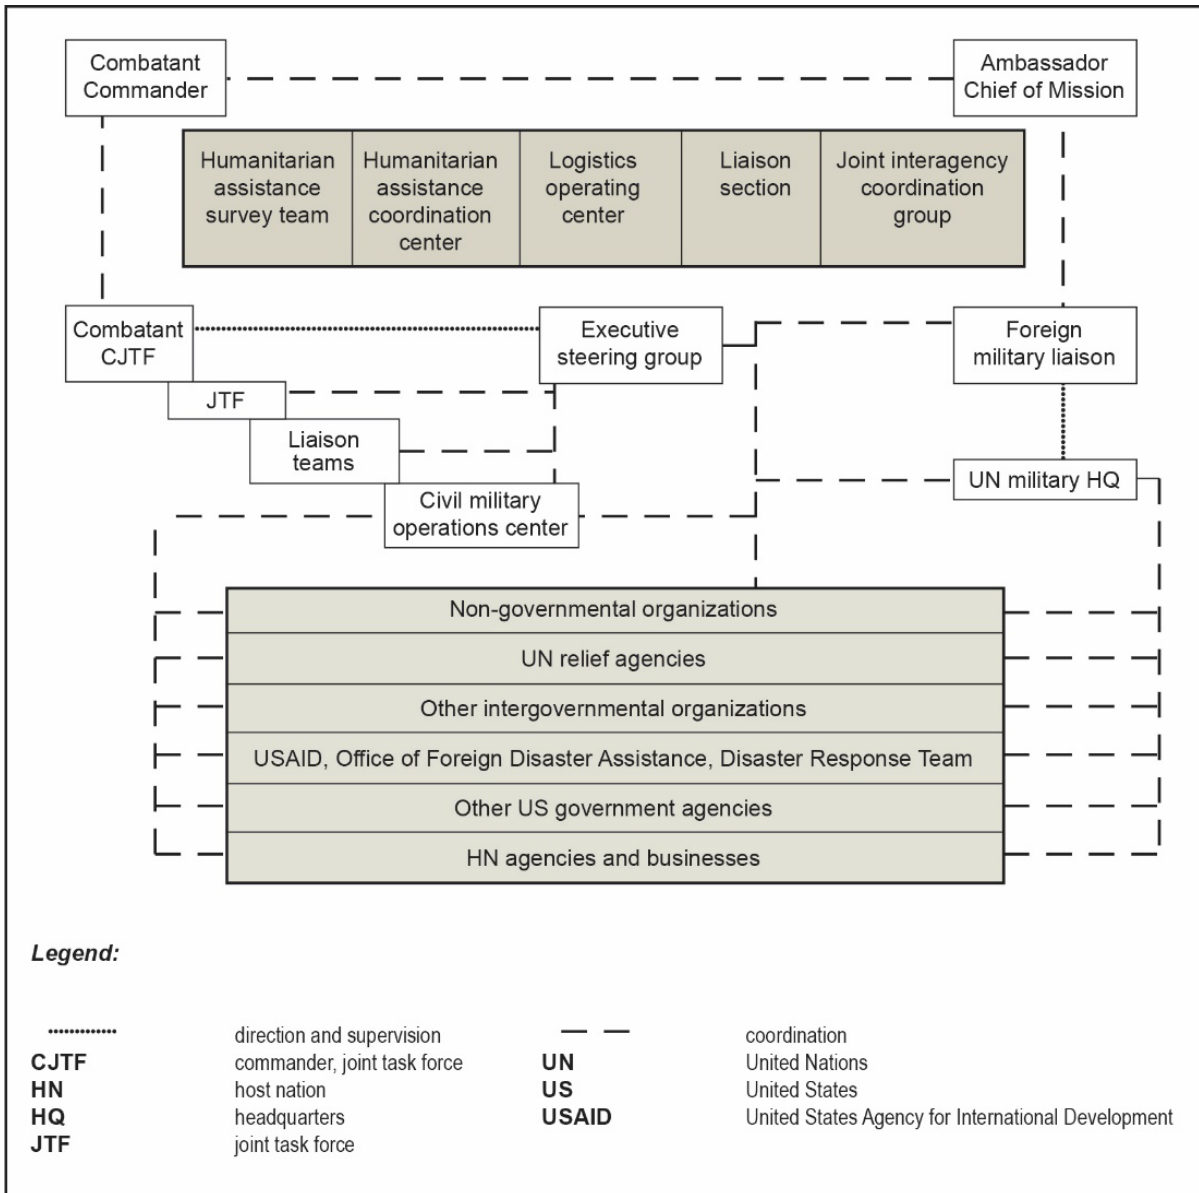 Combatant
Commander
Ambassador
Chief of Mission
Humanitarian
assistance
survey team
Humanitarian
assistance
coordination
center
Logistics
operating
center
Liaison
section
Joint interagency
coordination
group
Combatant
CJTF
Executive
steering group
Foreign
military liaison
JTF
Liaison
teams
UN military HQ
Civil military
operations center
Non-governmental organizations
UN relief agencies
Other intergovernmental organizations
USAID, Office of Foreign Disaster Assistance, Disaster Response Team
Other US government agencies
HN agencies and businesses
Legend:
direction and supervision
coordination
CJTF commander, joint task force
UN United Nations
HN host nation
US United States
HQ headquarters
USAID United States Agency for International Development
JTF joint task force